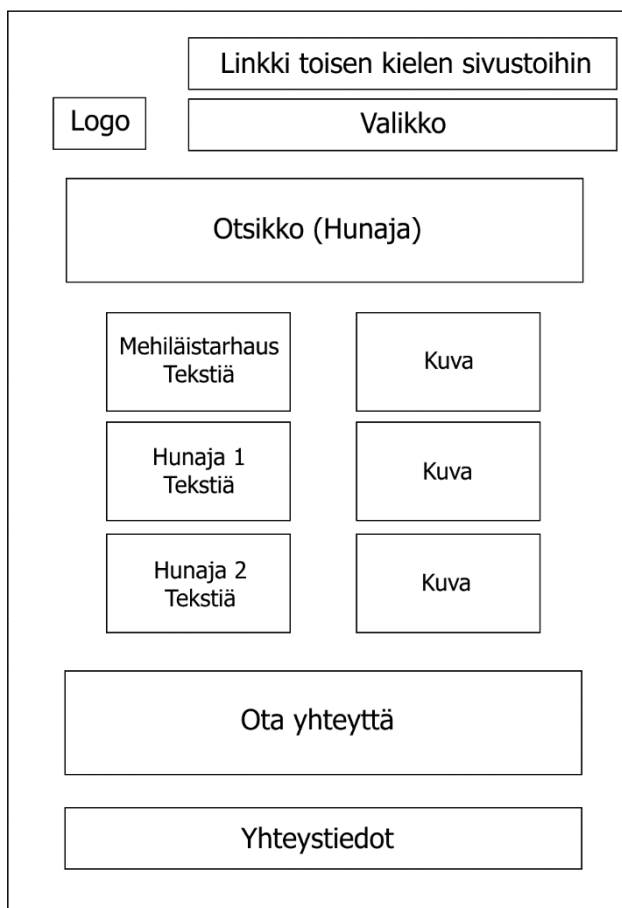 Linkki toisen kielen sivustoihin
Logo
Valikko
Otsikko (Hunaja)
Mehiläistarhaus
Tekstiä
Kuva
Hunaja 1
Tekstiä
Kuva
Hunaja 2
Tekstiä
Kuva
Ota yhteyttä
Yhteystiedot